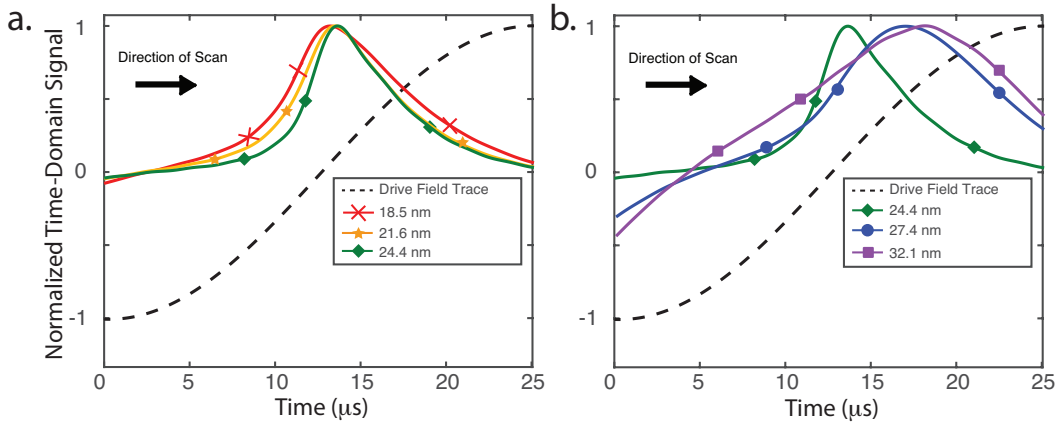 a.
Normalized Time-Domain Signal
1
0
-1
Direction of Scan
Drive Field Trace
18.5 nm
21.6 nm
24.4 nm
0 5 10 15 20 25
Time (μs)
b.
1
0
-1
Direction of Scan
Drive Field Trace
24.4 nm
27.4 nm
32.1 nm
0 5 10 15 20 25
Time (μs)